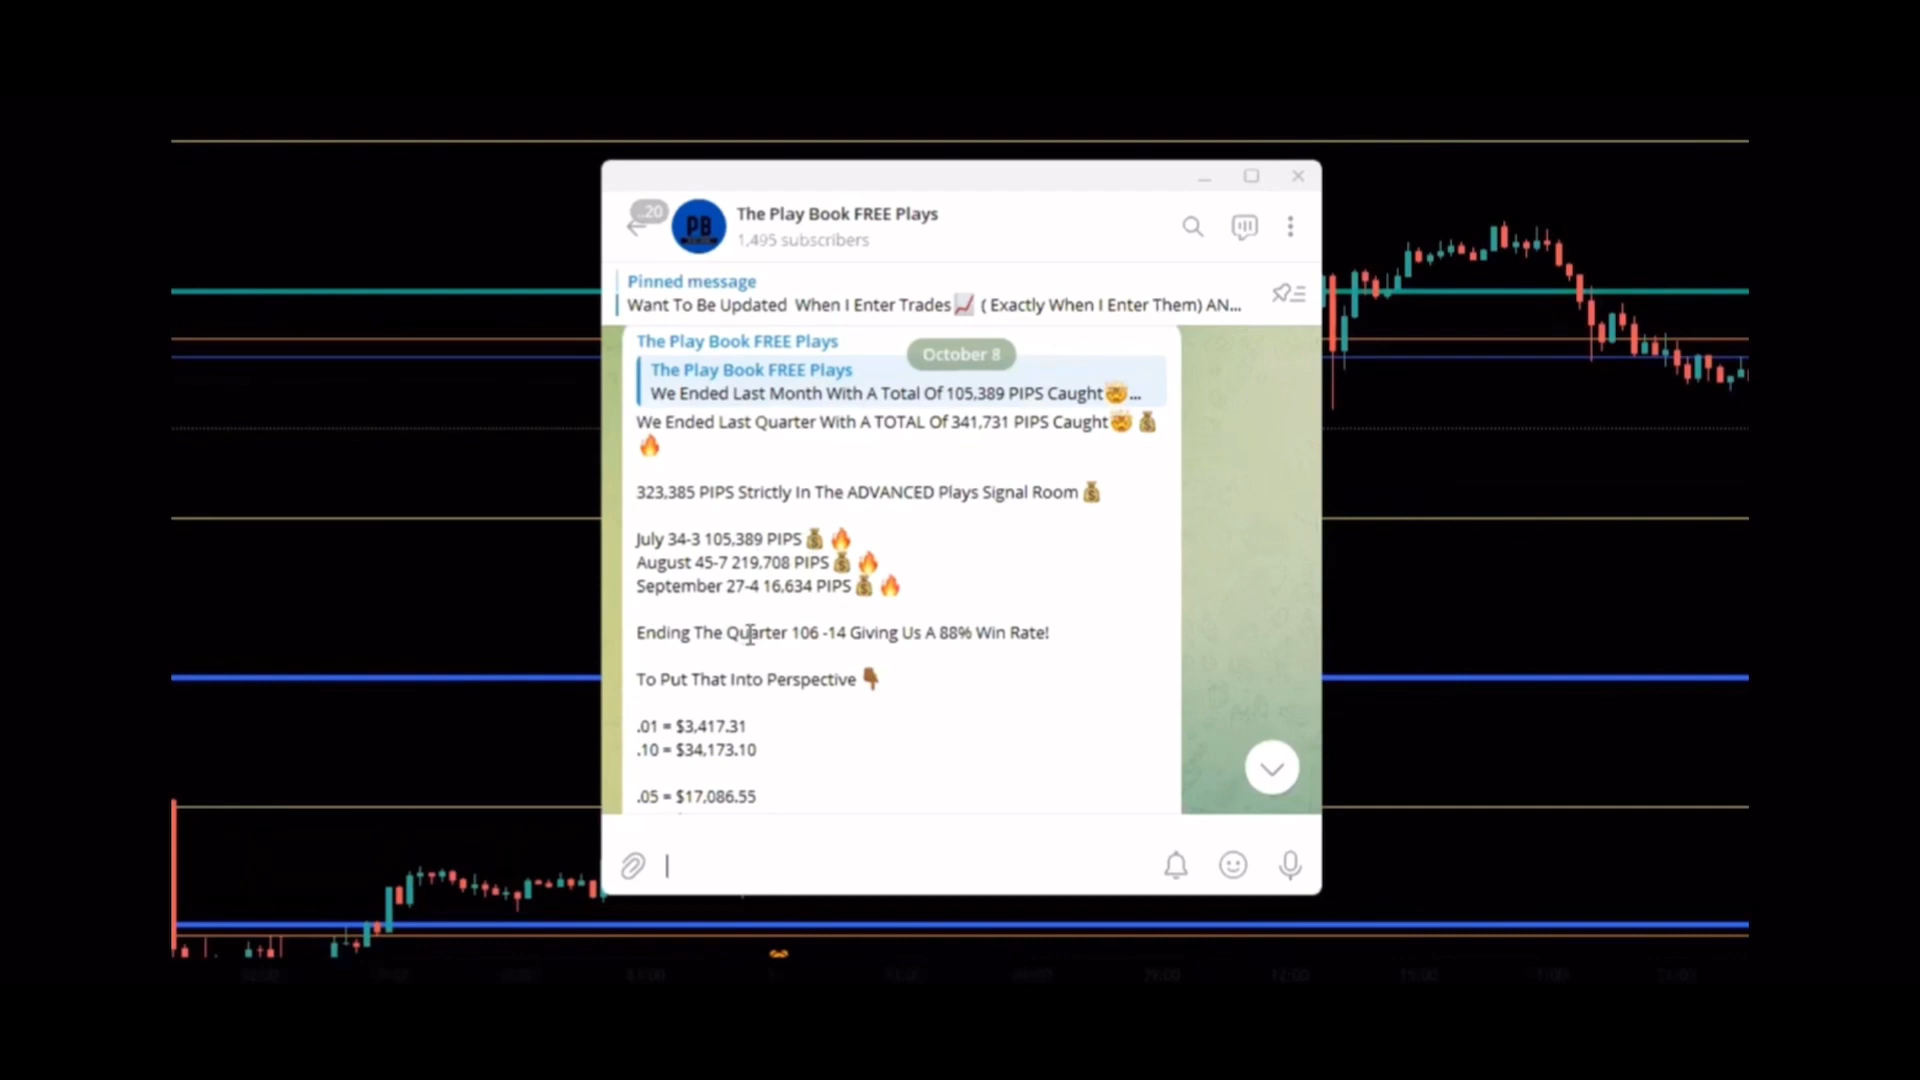 ..20
PB
The Play Book FREE Plays
1,495 subscribers
Pinned message
Want To Be Updated When I Enter Trades📈 ( Exactly When I Enter Them) AN...
The Play Book FREE Plays
October 8
The Play Book FREE Plays
We Ended Last Month With A Total Of 105,389 PIPS Caught🤯...
We Ended Last Quarter With A TOTAL Of 341,731 PIPS Caught🤯💰
🔥
323,385 PIPS Strictly In The ADVANCED Plays Signal Room💰
July 34-3 105,389 PIPS💰🔥
August 45-7 219,708 PIPS💰🔥
September 27-4 16,634 PIPS💰🔥
Ending The Quarter 106 -14 Giving Us A 88% Win Rate!
To Put That Into Perspective👇🏾
.01 = $3,417.31
.10 = $34,173.10
.05 = $17,086.55
12:00